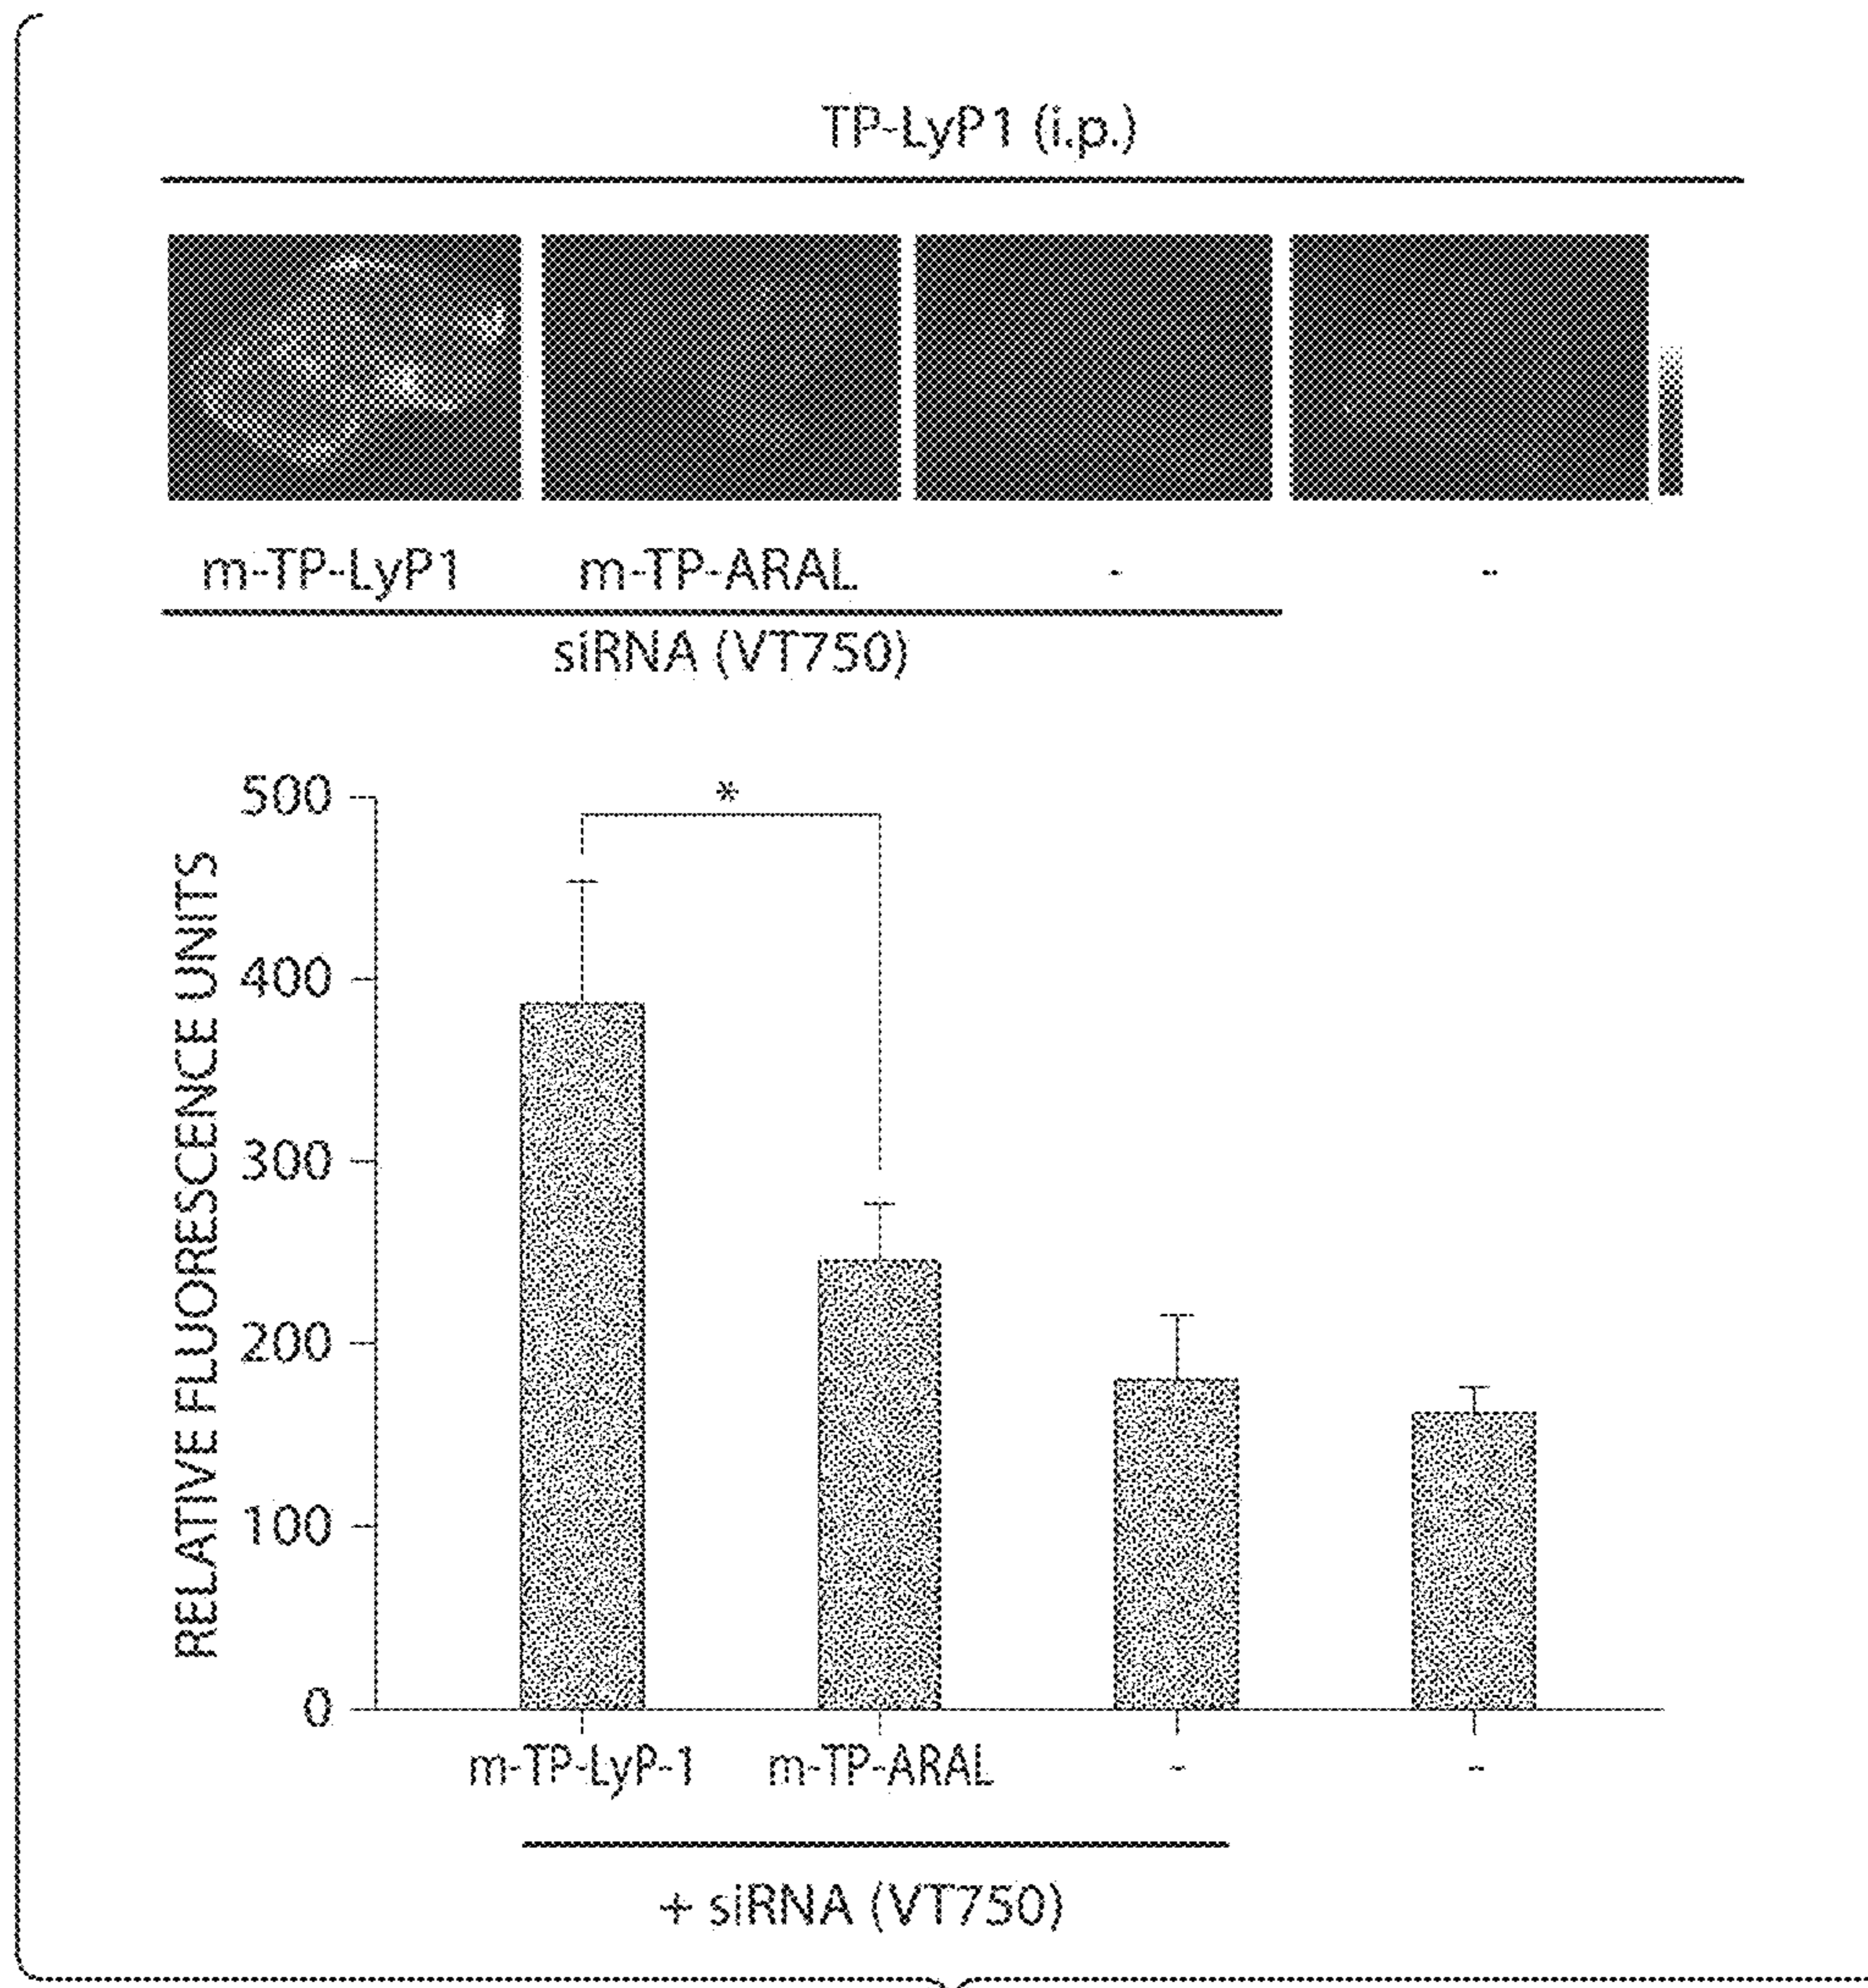 TP-LyP1 (i.p.)
m-TP-LyP1 m-TP-ARAL - -
siRNA (VT750)
*
500
400
300
200
100
0
RELATIVE FLUORESCENCE UNITS
m-TP-LyP-1 m-TP-ARAL - -
+ siRNA (VT750)